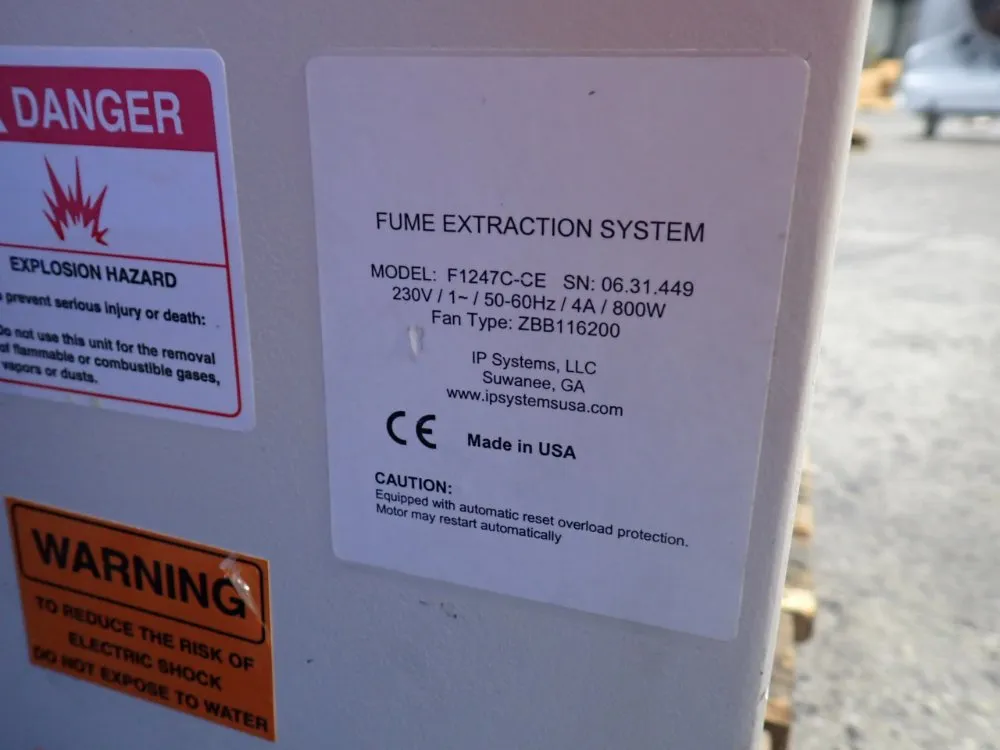 DANGER
EXPLOSION HAZARD
prevent serious injury or death:
Do not use this unit for the removal
of flammable or combustible gases,
vapors or dusts.
WARNING
TO REDUCE THE RISK OF
ELECTRIC SHOCK
DO NOT EXPOSE TO WATER
FUME EXTRACTION SYSTEM
MODEL: F1247C-CE SN: 06.31.449
230V / 1~ / 50-60Hz / 4A / 800W
Fan Type: ZBB116200
IP Systems, LLC
Suwanee, GA
www.ipsystemsusa.com
CE Made in USA
CAUTION:
Equipped with automatic reset overload protection.
Motor may restart automatically